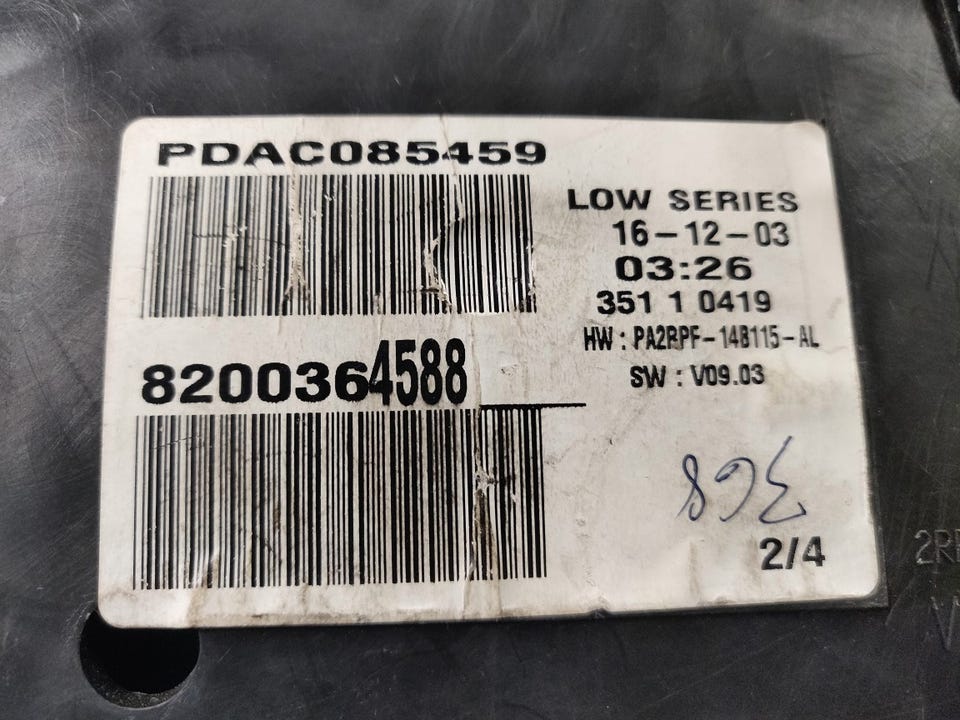 PDAC085459
LOW SERIES
16-12-03
03:26
351 1 0419
HW : PA2RPF-14B115-AL
SW : V09.03
8200364588
2/4